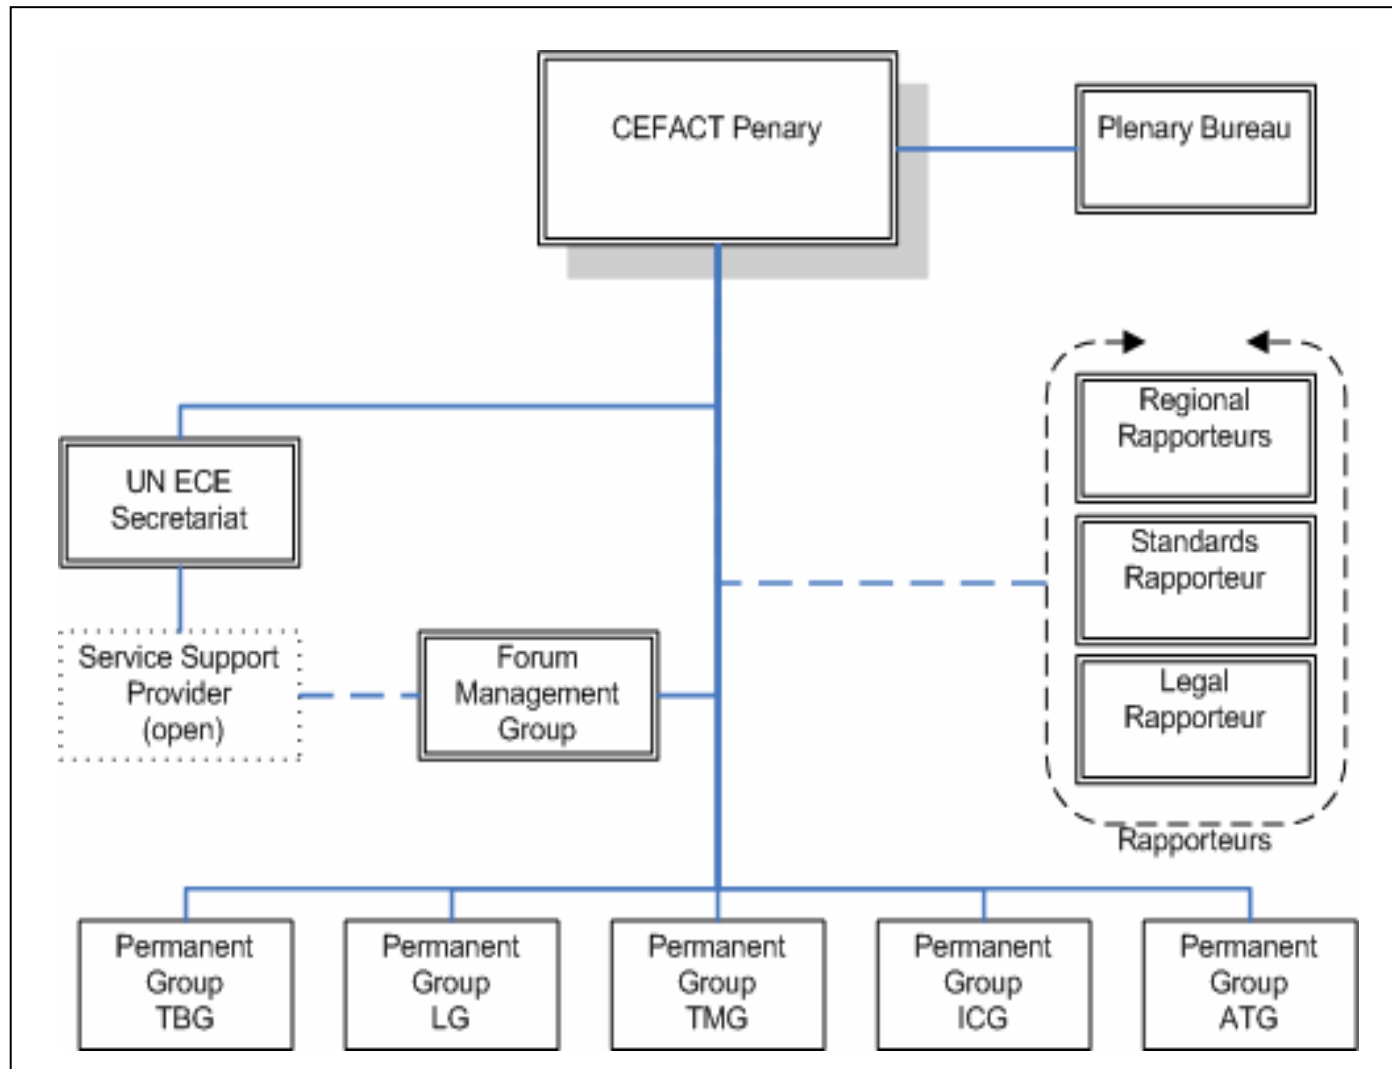 CEFACT Penary
Plenary Bureau
Regional
Rapporteurs
UN ECE
Secretariat
Standards
Rapporteur
Service Support
Provider
(open)
Forum
Management
Group
Legal
Rapporteur
Rapporteurs
Permanent
Group
TBG
Permanent
Group
LG
Permanent
Group
TMG
Permanent
Group
ICG
Permanent
Group
ATG